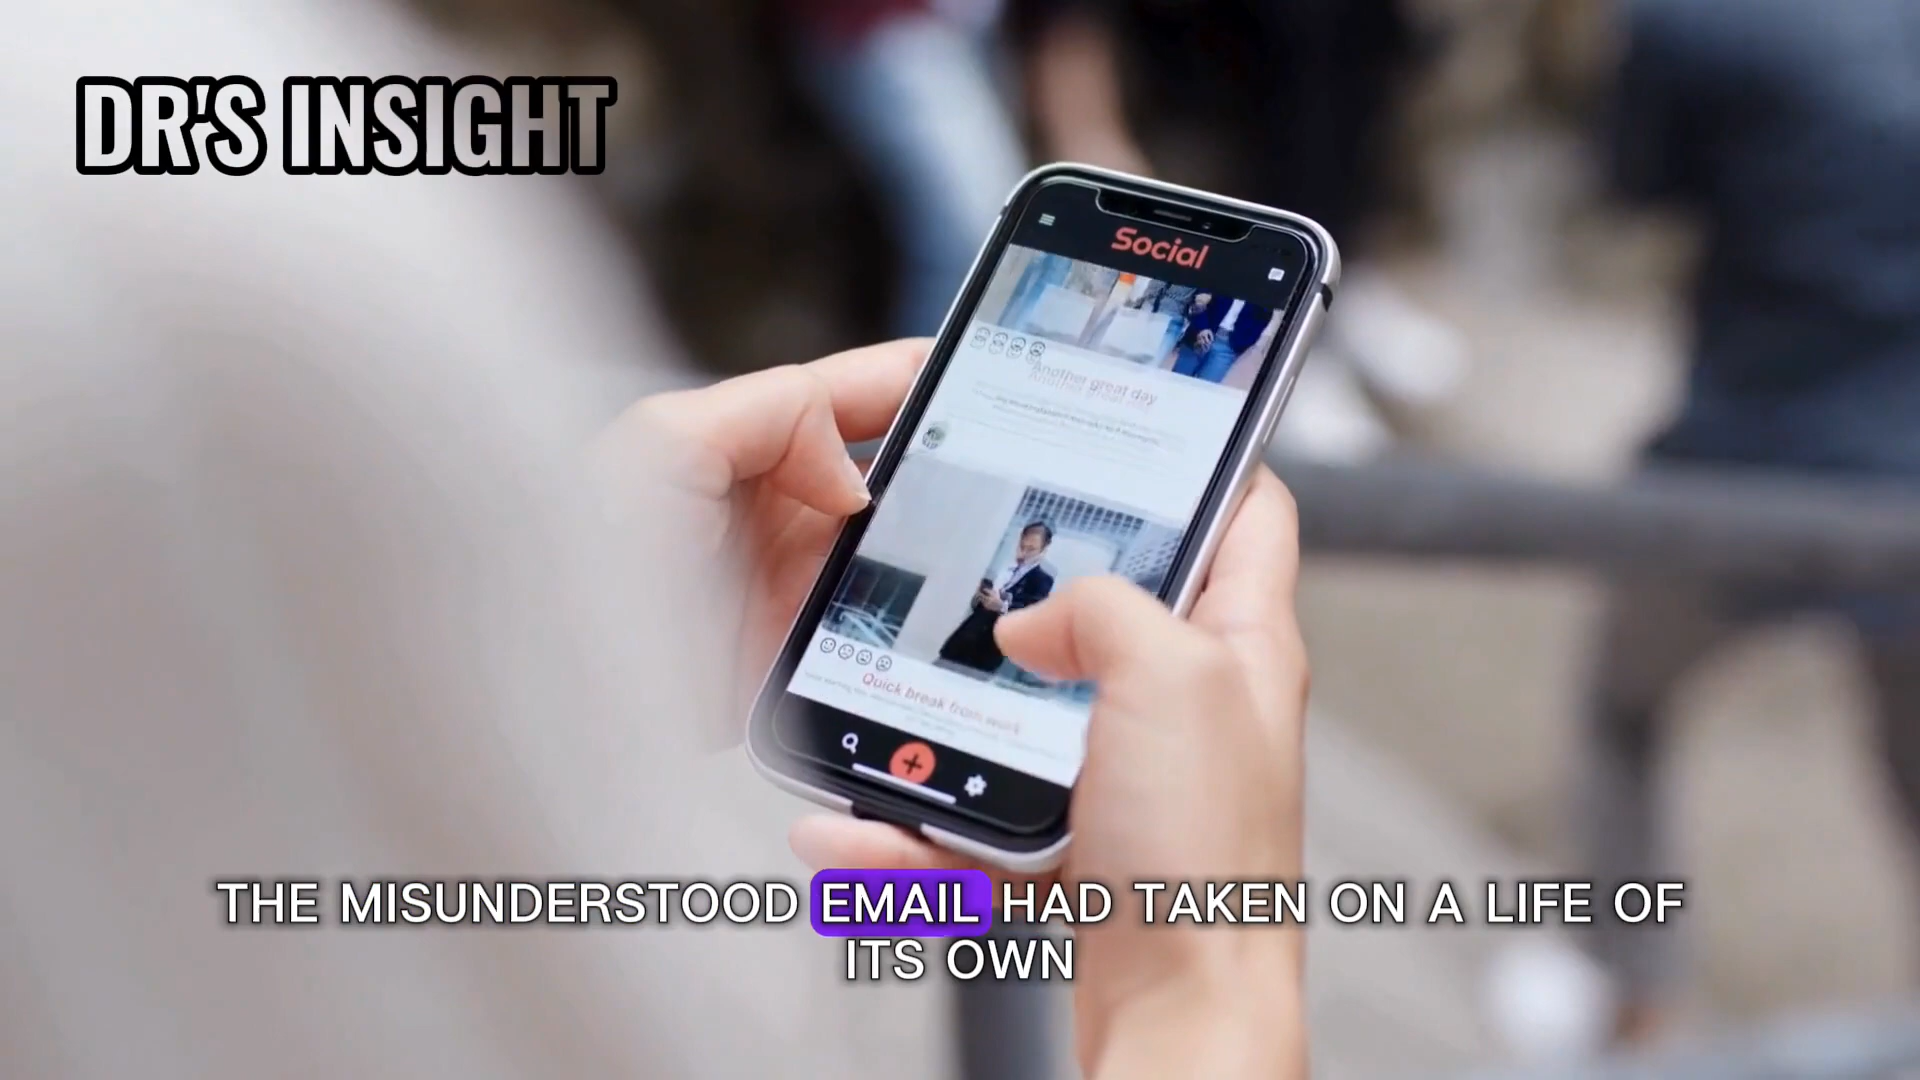 DR'S INSIGHT
Social
Another great day
Quick break from work
THE MISUNDERSTOOD EMAIL HAD TAKEN ON A LIFE OF
ITS OWN